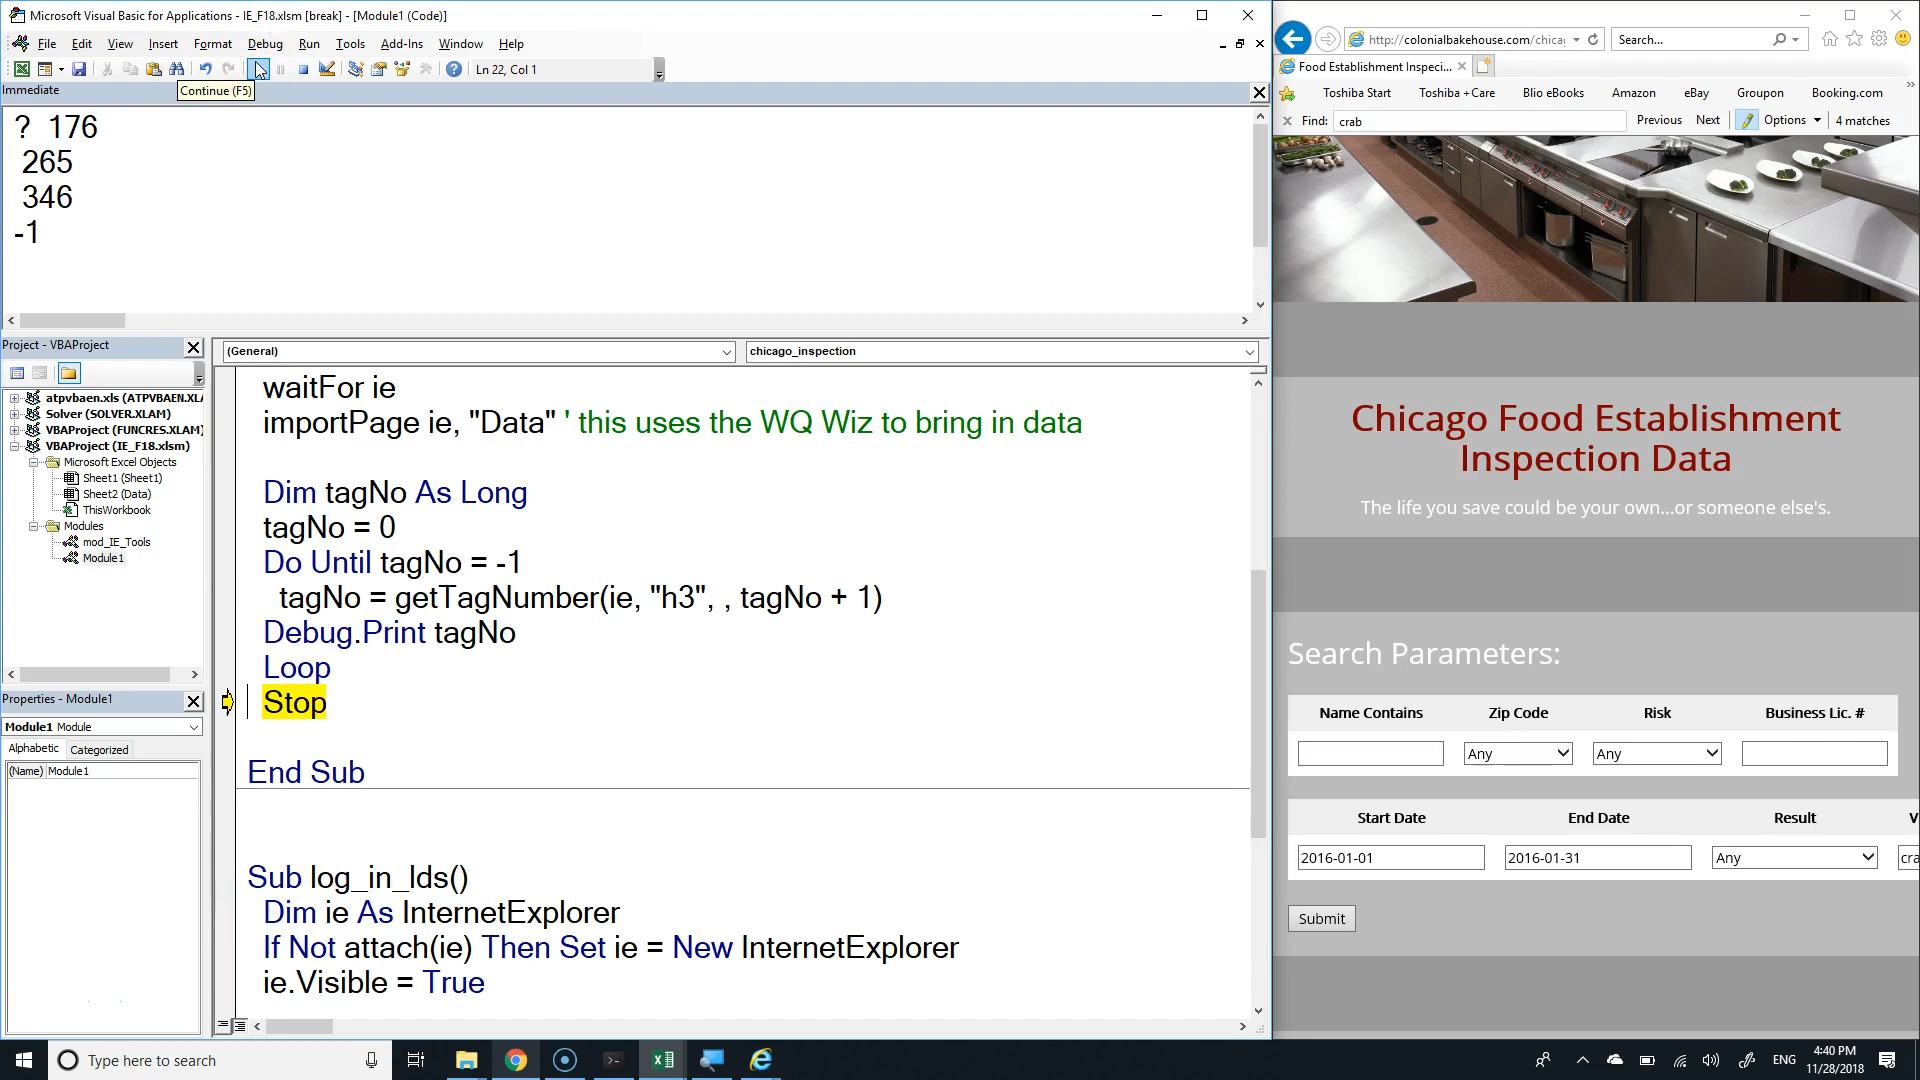 Microsoft Visual Basic for Applications - IE_F18.xlsm [break] - [Module1 (Code)]
File Edit View Insert Format Debug Run Tools Add-Ins Window Help
Ln 22, Col 1
Continue (F5)
Immediate
? 176
265
346
-1
Project - VBAProject
atpvbaen.xls (ATPVBAEN.XL
Solver (SOLVER.XLAM)
VBAProject (FUNCRES.XLAM)
VBAProject (IE_F18.xlsm)
Microsoft Excel Objects
Sheet1 (Sheet1)
Sheet2 (Data)
ThisWorkbook
Modules
mod_IE_Tools
Module1
Properties - Module1
Module1 Module
Alphabetic Categorized
(Name) Module1
(General) chicago_inspection
waitFor ie
importPage ie, "Data" ' this uses the WQ Wiz to bring in data
Dim tagNo As Long
tagNo = 0
Do Until tagNo = -1
tagNo = getTagNumber(ie, "h3", , tagNo + 1)
Debug.Print tagNo
Loop
Stop
End Sub
Sub log_in_lds()
Dim ie As InternetExplorer
If Not attach(ie) Then Set ie = New InternetExplorer
ie.Visible = True
http://colonialbakehouse.com/chica
Search...
Food Establishment Inspeci...
Toshiba Start Toshiba + Care Blio eBooks Amazon eBay Groupon Booking.com
Find: crab Previous Next Options 4 matches
Chicago Food Establishment
Inspection Data
The life you save could be your own...or someone else's.
Search Parameters:
Name Contains Zip Code Risk Business Lic. #
Any Any
Start Date End Date Result V
2016-01-01 2016-01-31 Any cra
Submit
Type here to search
ENG
4:40 PM
11/28/2018